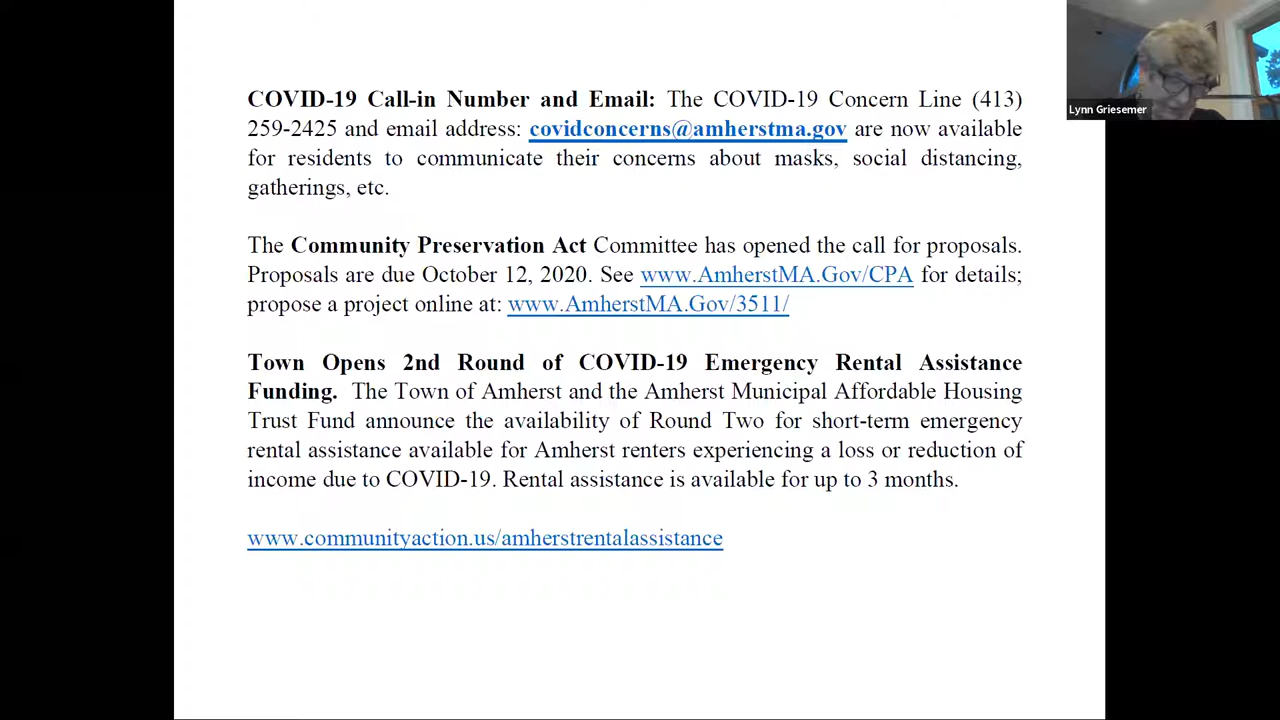 COVID-19 Call-in Number and Email: The COVID-19 Concern Line (413)
259-2425 and email address: covidconcerns@amherstma.gov are now available
for residents to communicate their concerns about masks, social distancing,
gatherings, etc.
The Community Preservation Act Committee has opened the call for proposals.
Proposals are due October 12, 2020. See www.AmherstMA.Gov/CPA for details;
propose a project online at: www.AmherstMA.Gov/3511/
Town Opens 2nd Round of COVID-19 Emergency Rental Assistance
Funding. The Town of Amherst and the Amherst Municipal Affordable Housing
Trust Fund announce the availability of Round Two for short-term emergency
rental assistance available for Amherst renters experiencing a loss or reduction of
income due to COVID-19. Rental assistance is available for up to 3 months.
www.communityaction.us/amherstrentalassistance
Lynn Griesemer